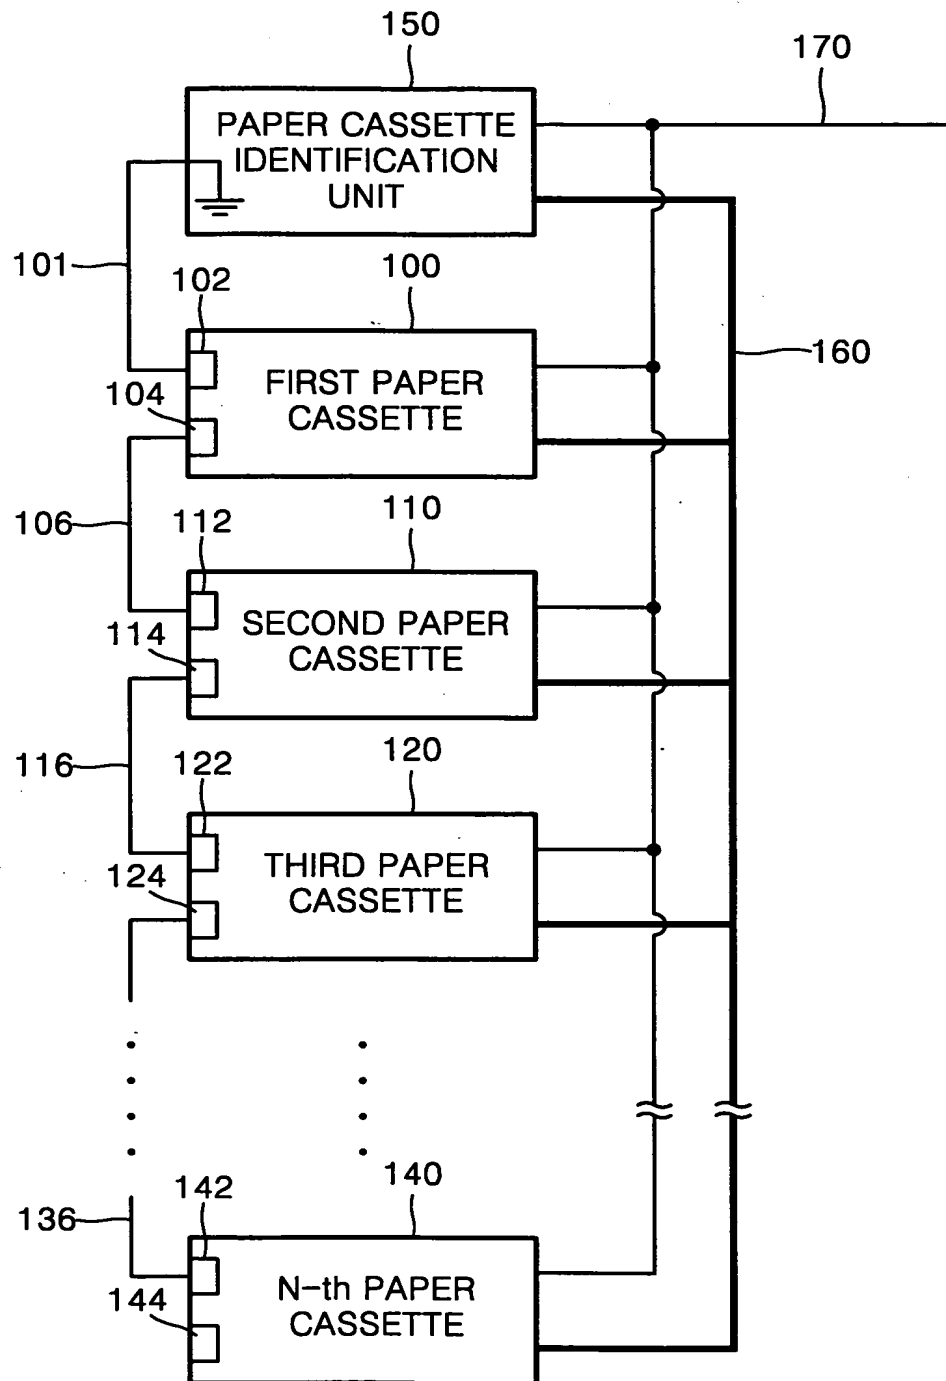 150
170
PAPER CASSETTE
IDENTIFICATION
UNIT
101
102
100
160
FIRST PAPER
CASSETTE
104
106
112
110
SECOND PAPER
CASSETTE
114
116
122
120
THIRD PAPER
CASSETTE
124
142
140
136
N-th PAPER
CASSETTE
144